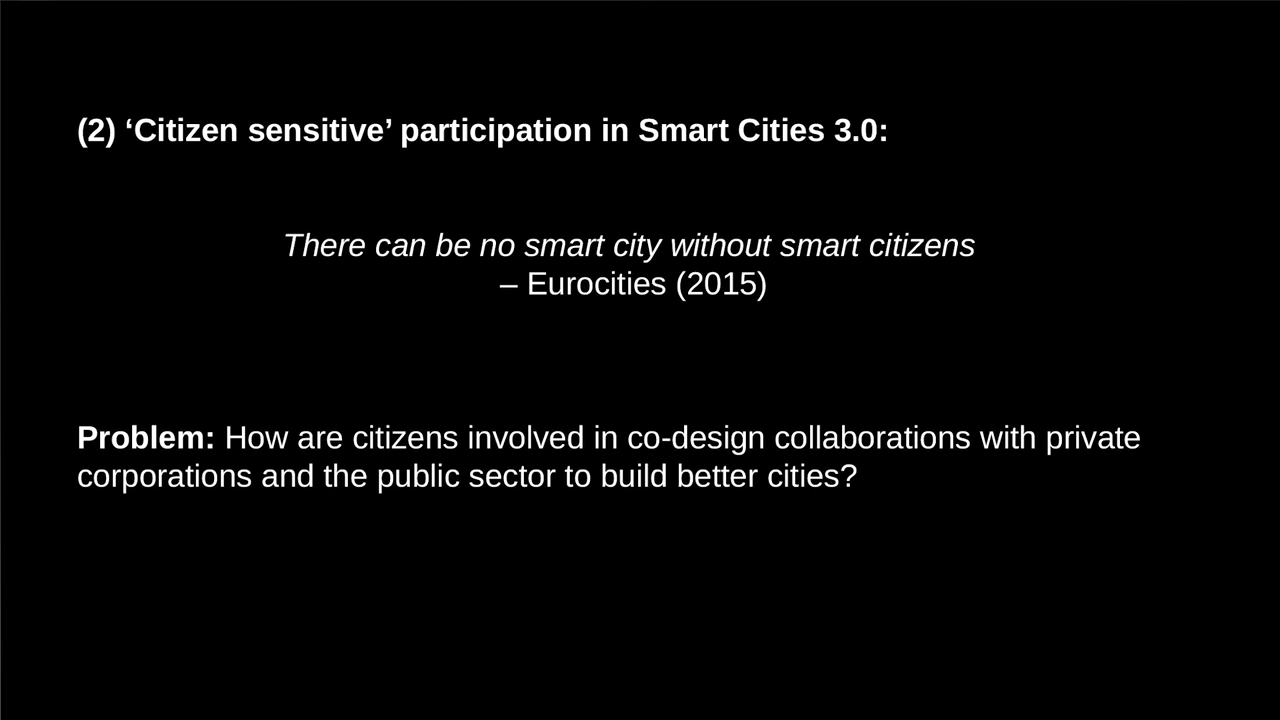 (2) ‘Citizen sensitive’ participation in Smart Cities 3.0:
There can be no smart city without smart citizens
– Eurocities (2015)
Problem: How are citizens involved in co-design collaborations with private
corporations and the public sector to build better cities?